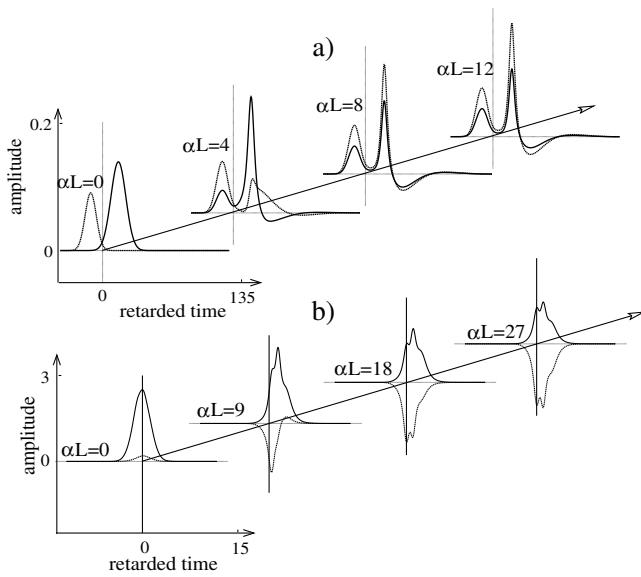 a)
αL=12
αL=8
0.2
αL=4
amplitude
αL=0
0
0
135
retarded time
b)
αL=27
αL=18
3
αL=9
amplitude
αL=0
0
0
15
retarded time